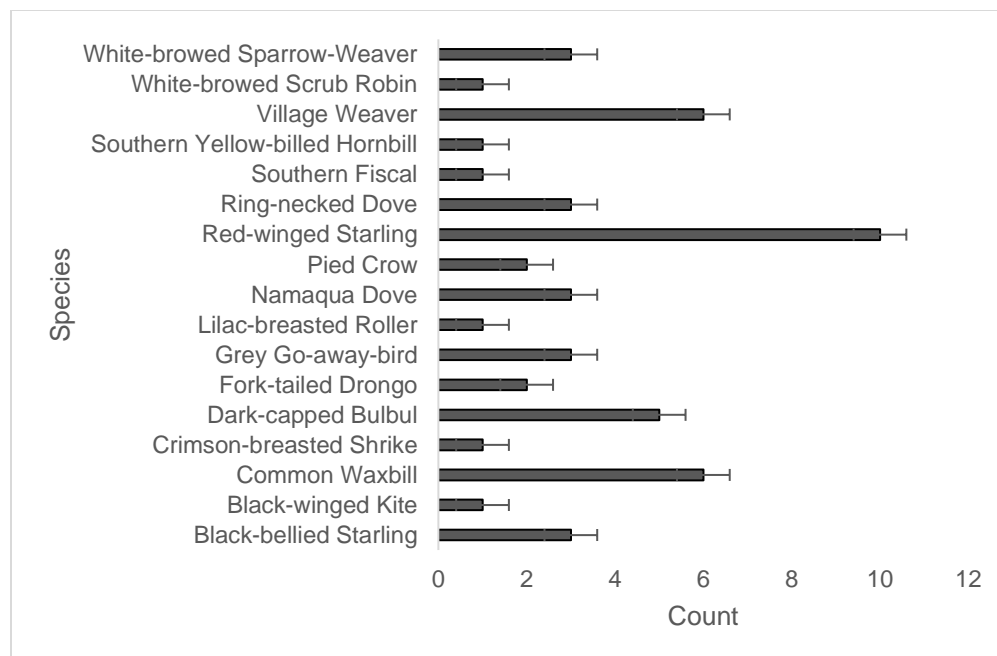 White-browed Sparrow-Weaver
White-browed Scrub Robin
Village Weaver
Southern Yellow-billed Hornbill
Southern Fiscal
Ring-necked Dove
Red-winged Starling
Pied Crow
Namaqua Dove
Lilac-breasted Roller
Grey Go-away-bird
Fork-tailed Drongo
Dark-capped Bulbul
Crimson-breasted Shrike
Common Waxbill
Black-winged Kite
Black-bellied Starling
Species
0 2 4 6 8 10 12
Count